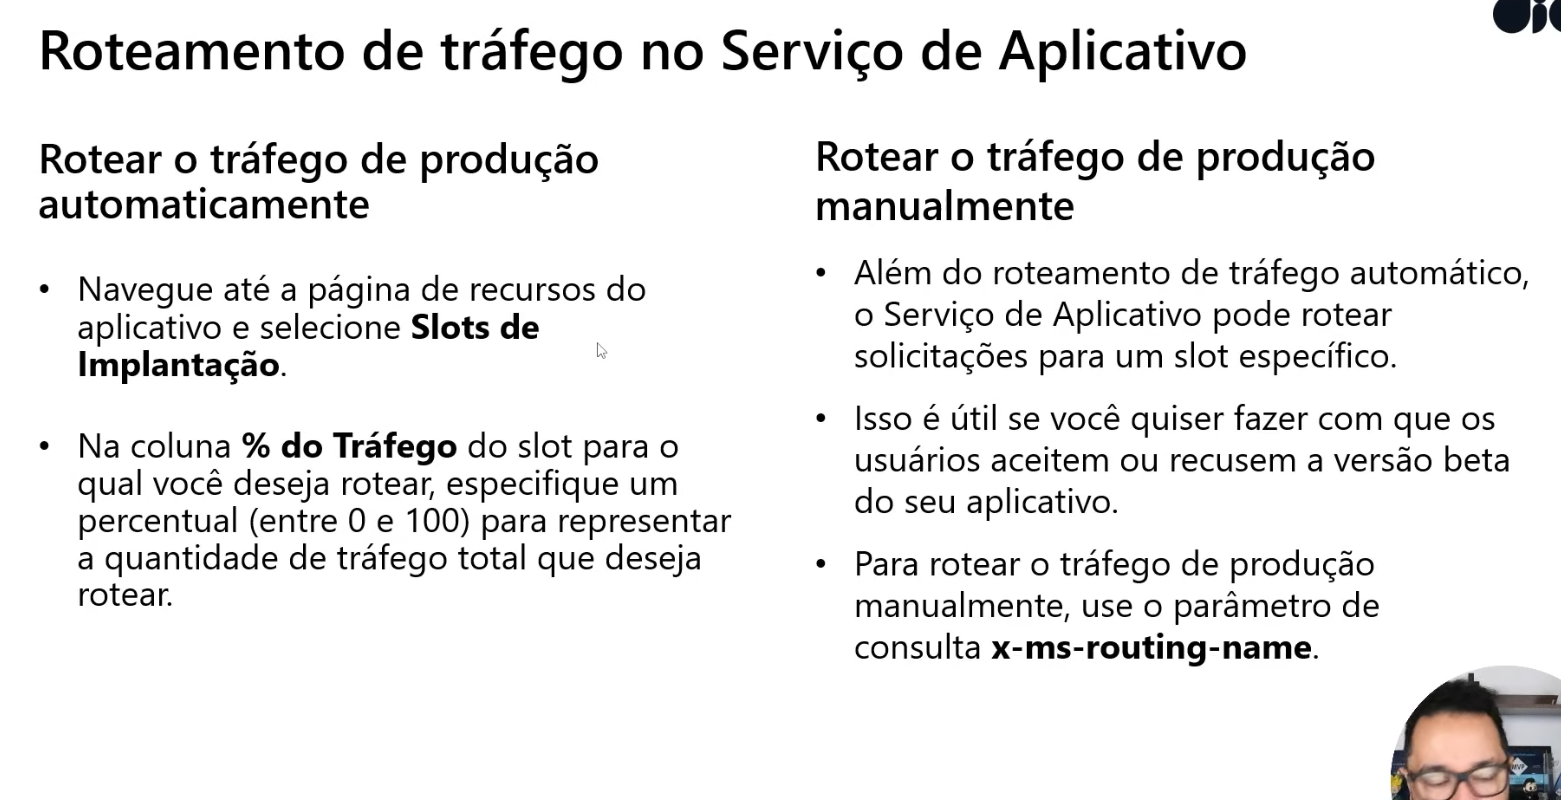 Roteamento de tráfego no Serviço de Aplicativo
Rotear o tráfego de produção
automaticamente
• Navegue até a página de recursos do
aplicativo e selecione Slots de
Implantação.
• Na coluna % do Tráfego do slot para o
qual você deseja rotear, especifique um
percentual (entre 0 e 100) para representar
a quantidade de tráfego total que deseja
rotear.
Rotear o tráfego de produção
manualmente
• Além do roteamento de tráfego automático,
o Serviço de Aplicativo pode rotear
solicitações para um slot específico.
• Isso é útil se você quiser fazer com que os
usuários aceitem ou recusem a versão beta
do seu aplicativo.
• Para rotear o tráfego de produção
manualmente, use o parâmetro de
consulta x-ms-routing-name.